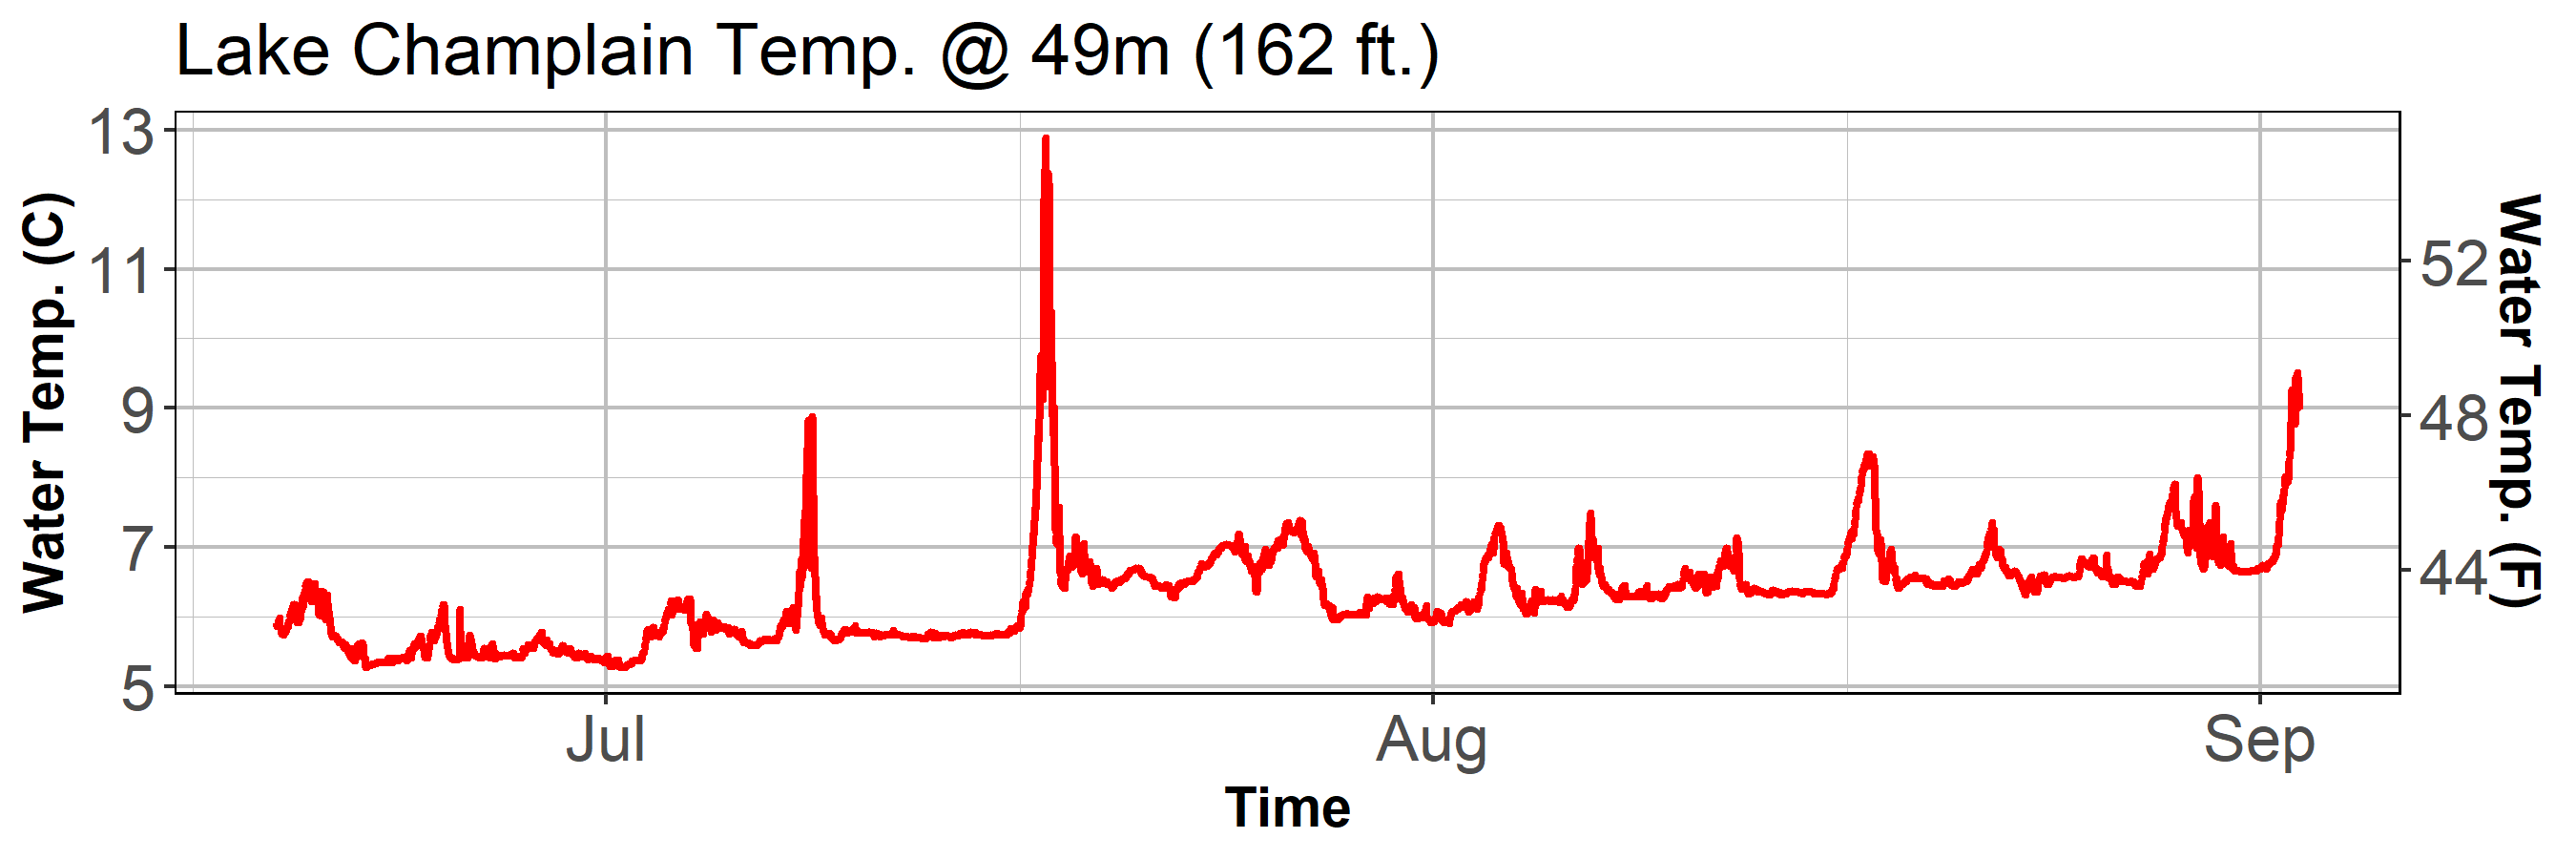 Lake Champlain Temp. @ 49m (162 ft.)
Water Temp. (C)
13
11
9
7
5
52
48
44
Water Temp. (F)
Jul Aug Sep
Time